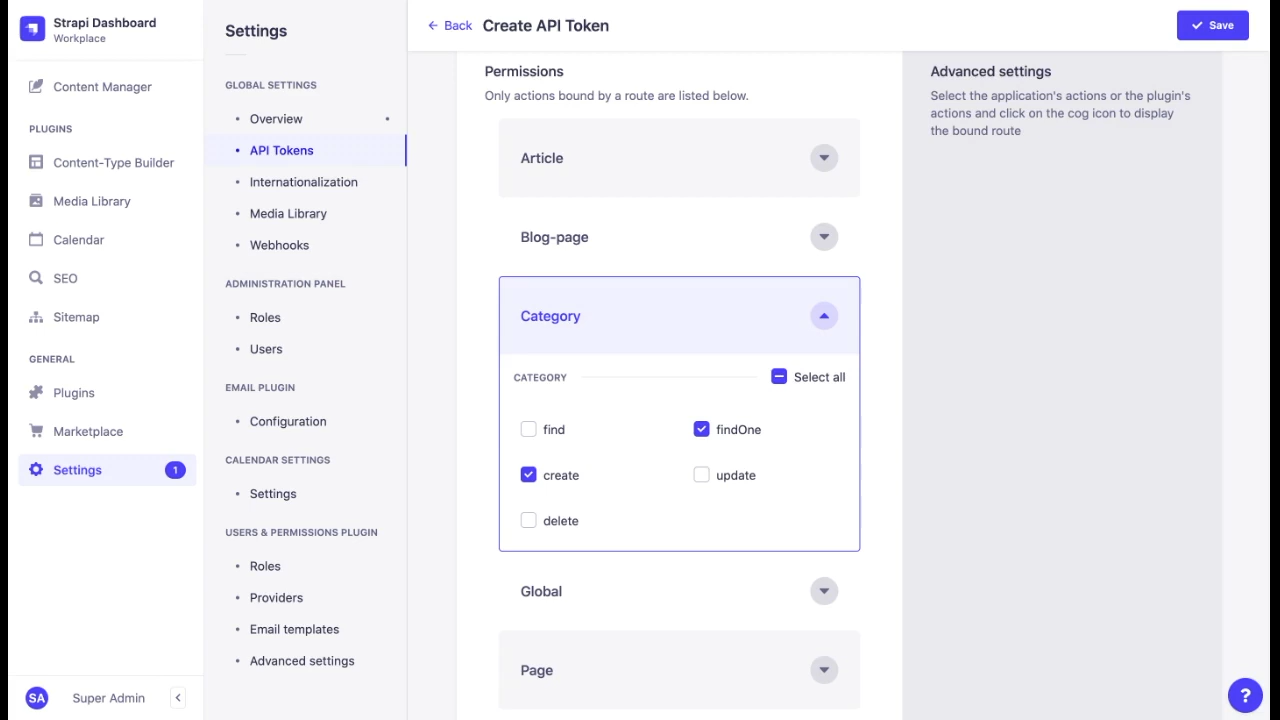 Strapi Dashboard
Workplace
Content Manager
PLUGINS
Content-Type Builder
Media Library
Calendar
SEO
Sitemap
GENERAL
Plugins
Marketplace
Settings
1
SA
Super Admin
Settings
GLOBAL SETTINGS
Overview
API Tokens
Internationalization
Media Library
Webhooks
ADMINISTRATION PANEL
Roles
Users
EMAIL PLUGIN
Configuration
CALENDAR SETTINGS
Settings
USERS & PERMISSIONS PLUGIN
Roles
Providers
Email templates
Advanced settings
Back
Create API Token
Save
Permissions
Only actions bound by a route are listed below.
Article
Blog-page
Category
CATEGORY
Select all
find
findOne
create
update
delete
Global
Page
Advanced settings
Select the application's actions or the plugin's
actions and click on the cog icon to display
the bound route
?